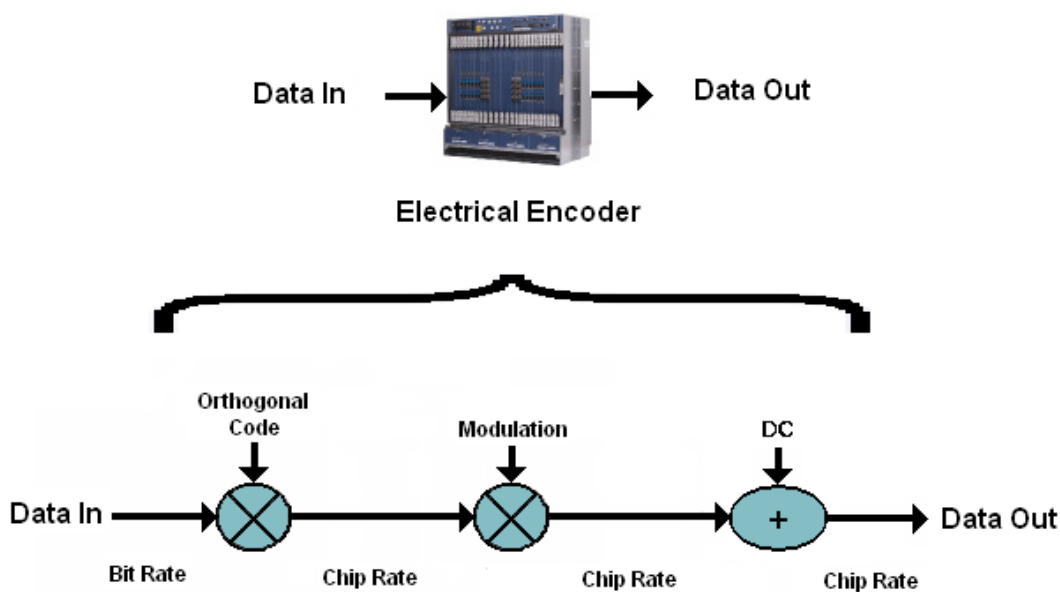 Data In
Data Out
Electrical Encoder
Orthogonal
Code
Modulation
DC
Data In
+
Data Out
Bit Rate
Chip Rate
Chip Rate
Chip Rate